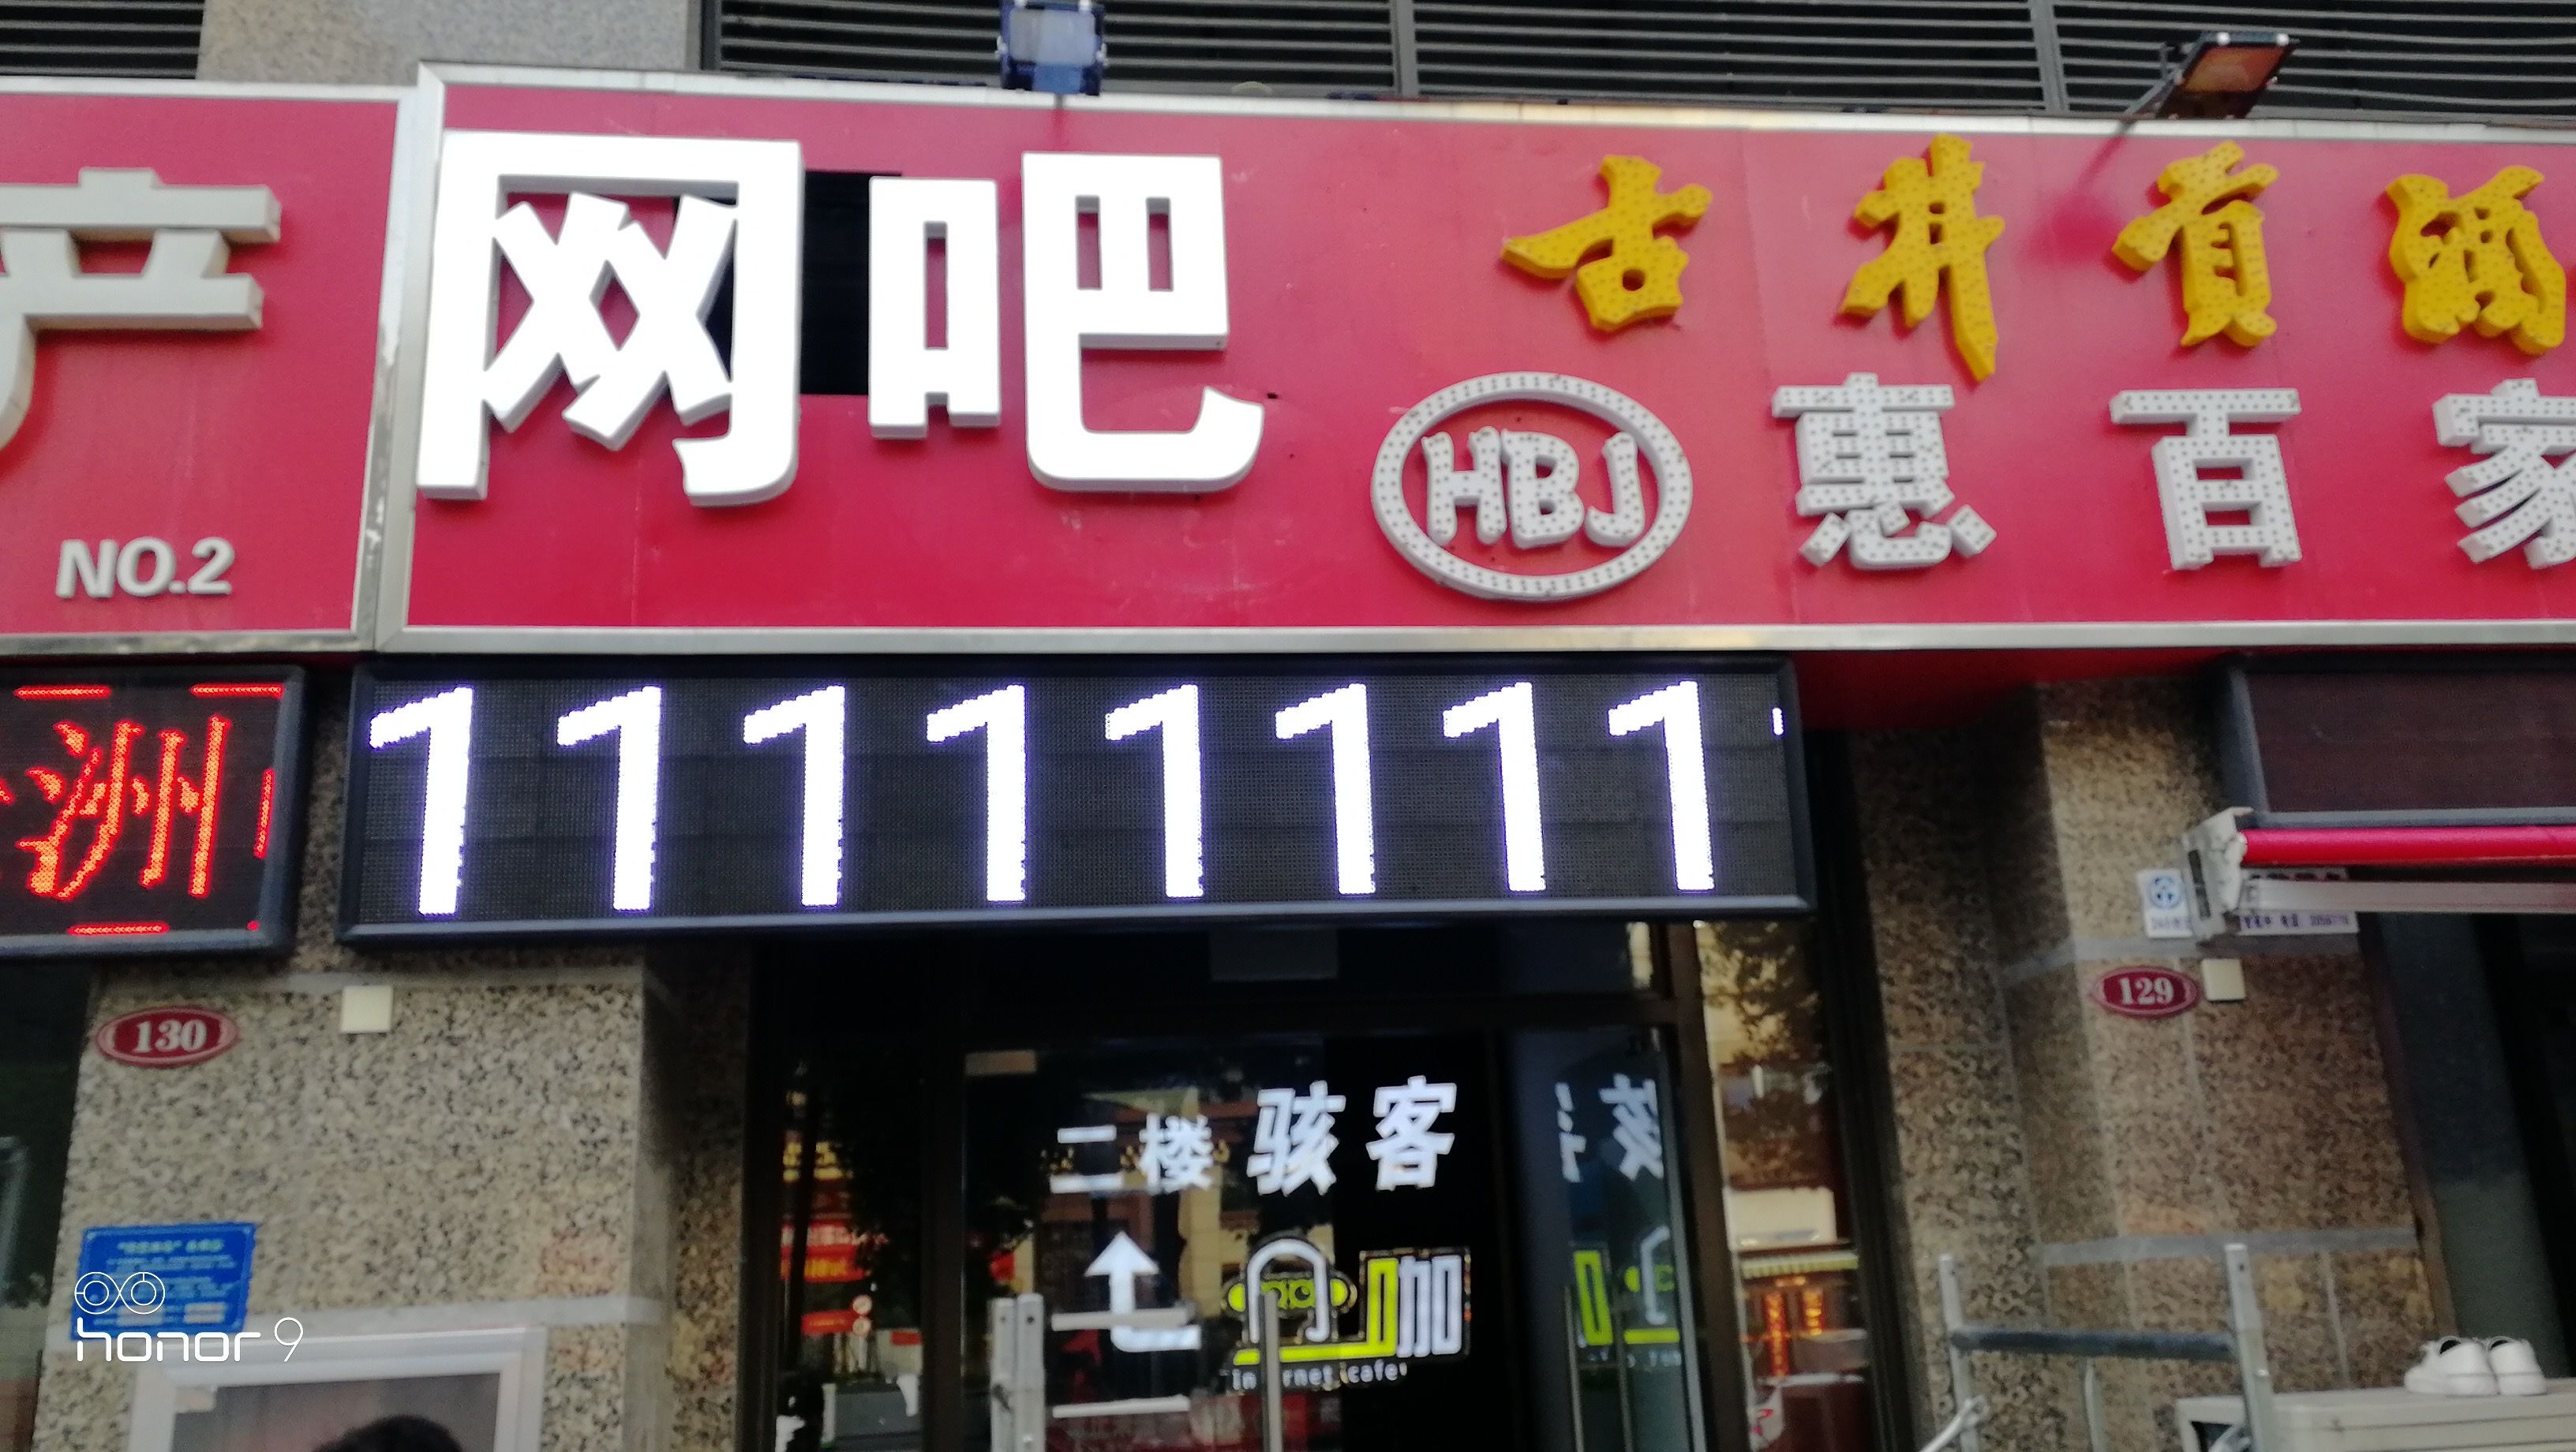 产
NO.2
网吧
古井贡酒
HBJ
惠百家
洲
11111111
130
129
二楼 骇客
网咖
Internet cafe
honor 9